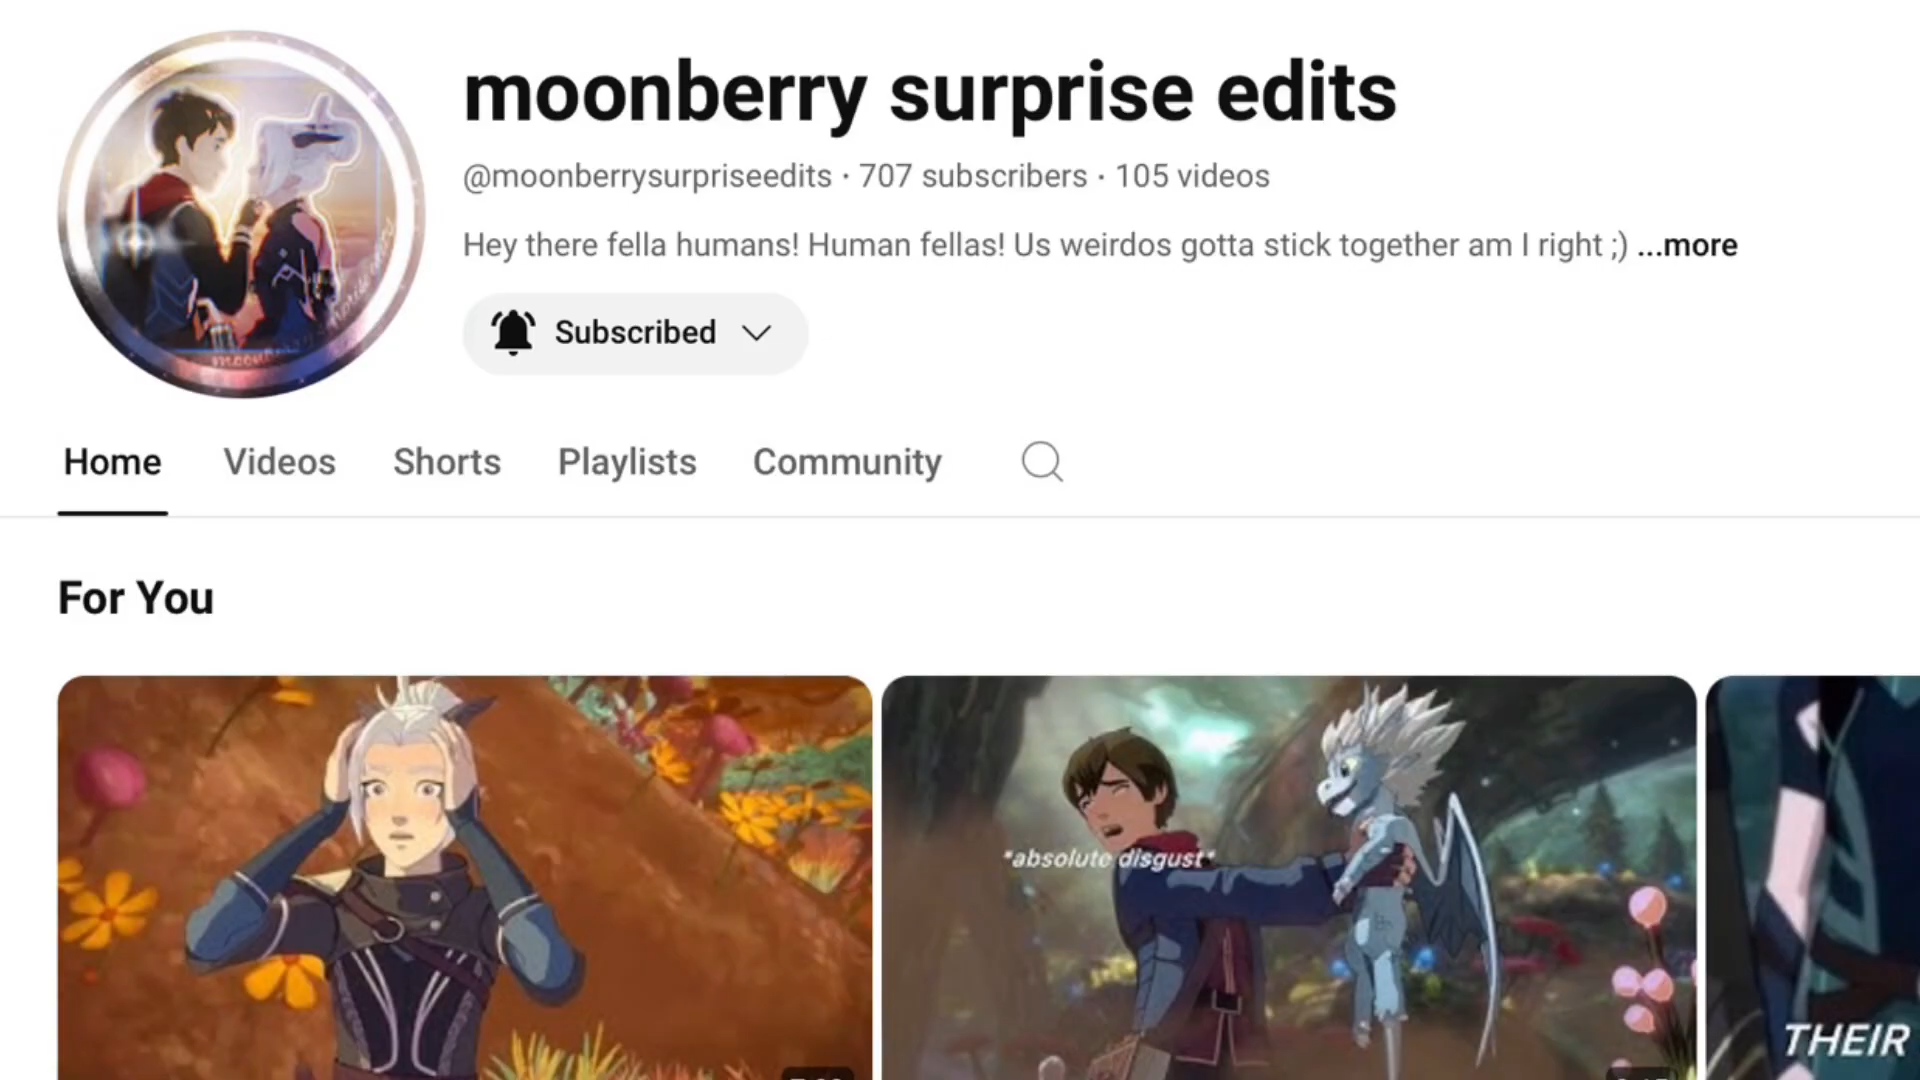 moonberry surprise edits
@moonberrysurpriseedits · 707 subscribers · 105 videos
Hey there fella humans! Human fellas! Us weirdos gotta stick together am I right ;) ...more
Subscribed
Home Videos Shorts Playlists Community
For You
*absolute disgust*
THEIR